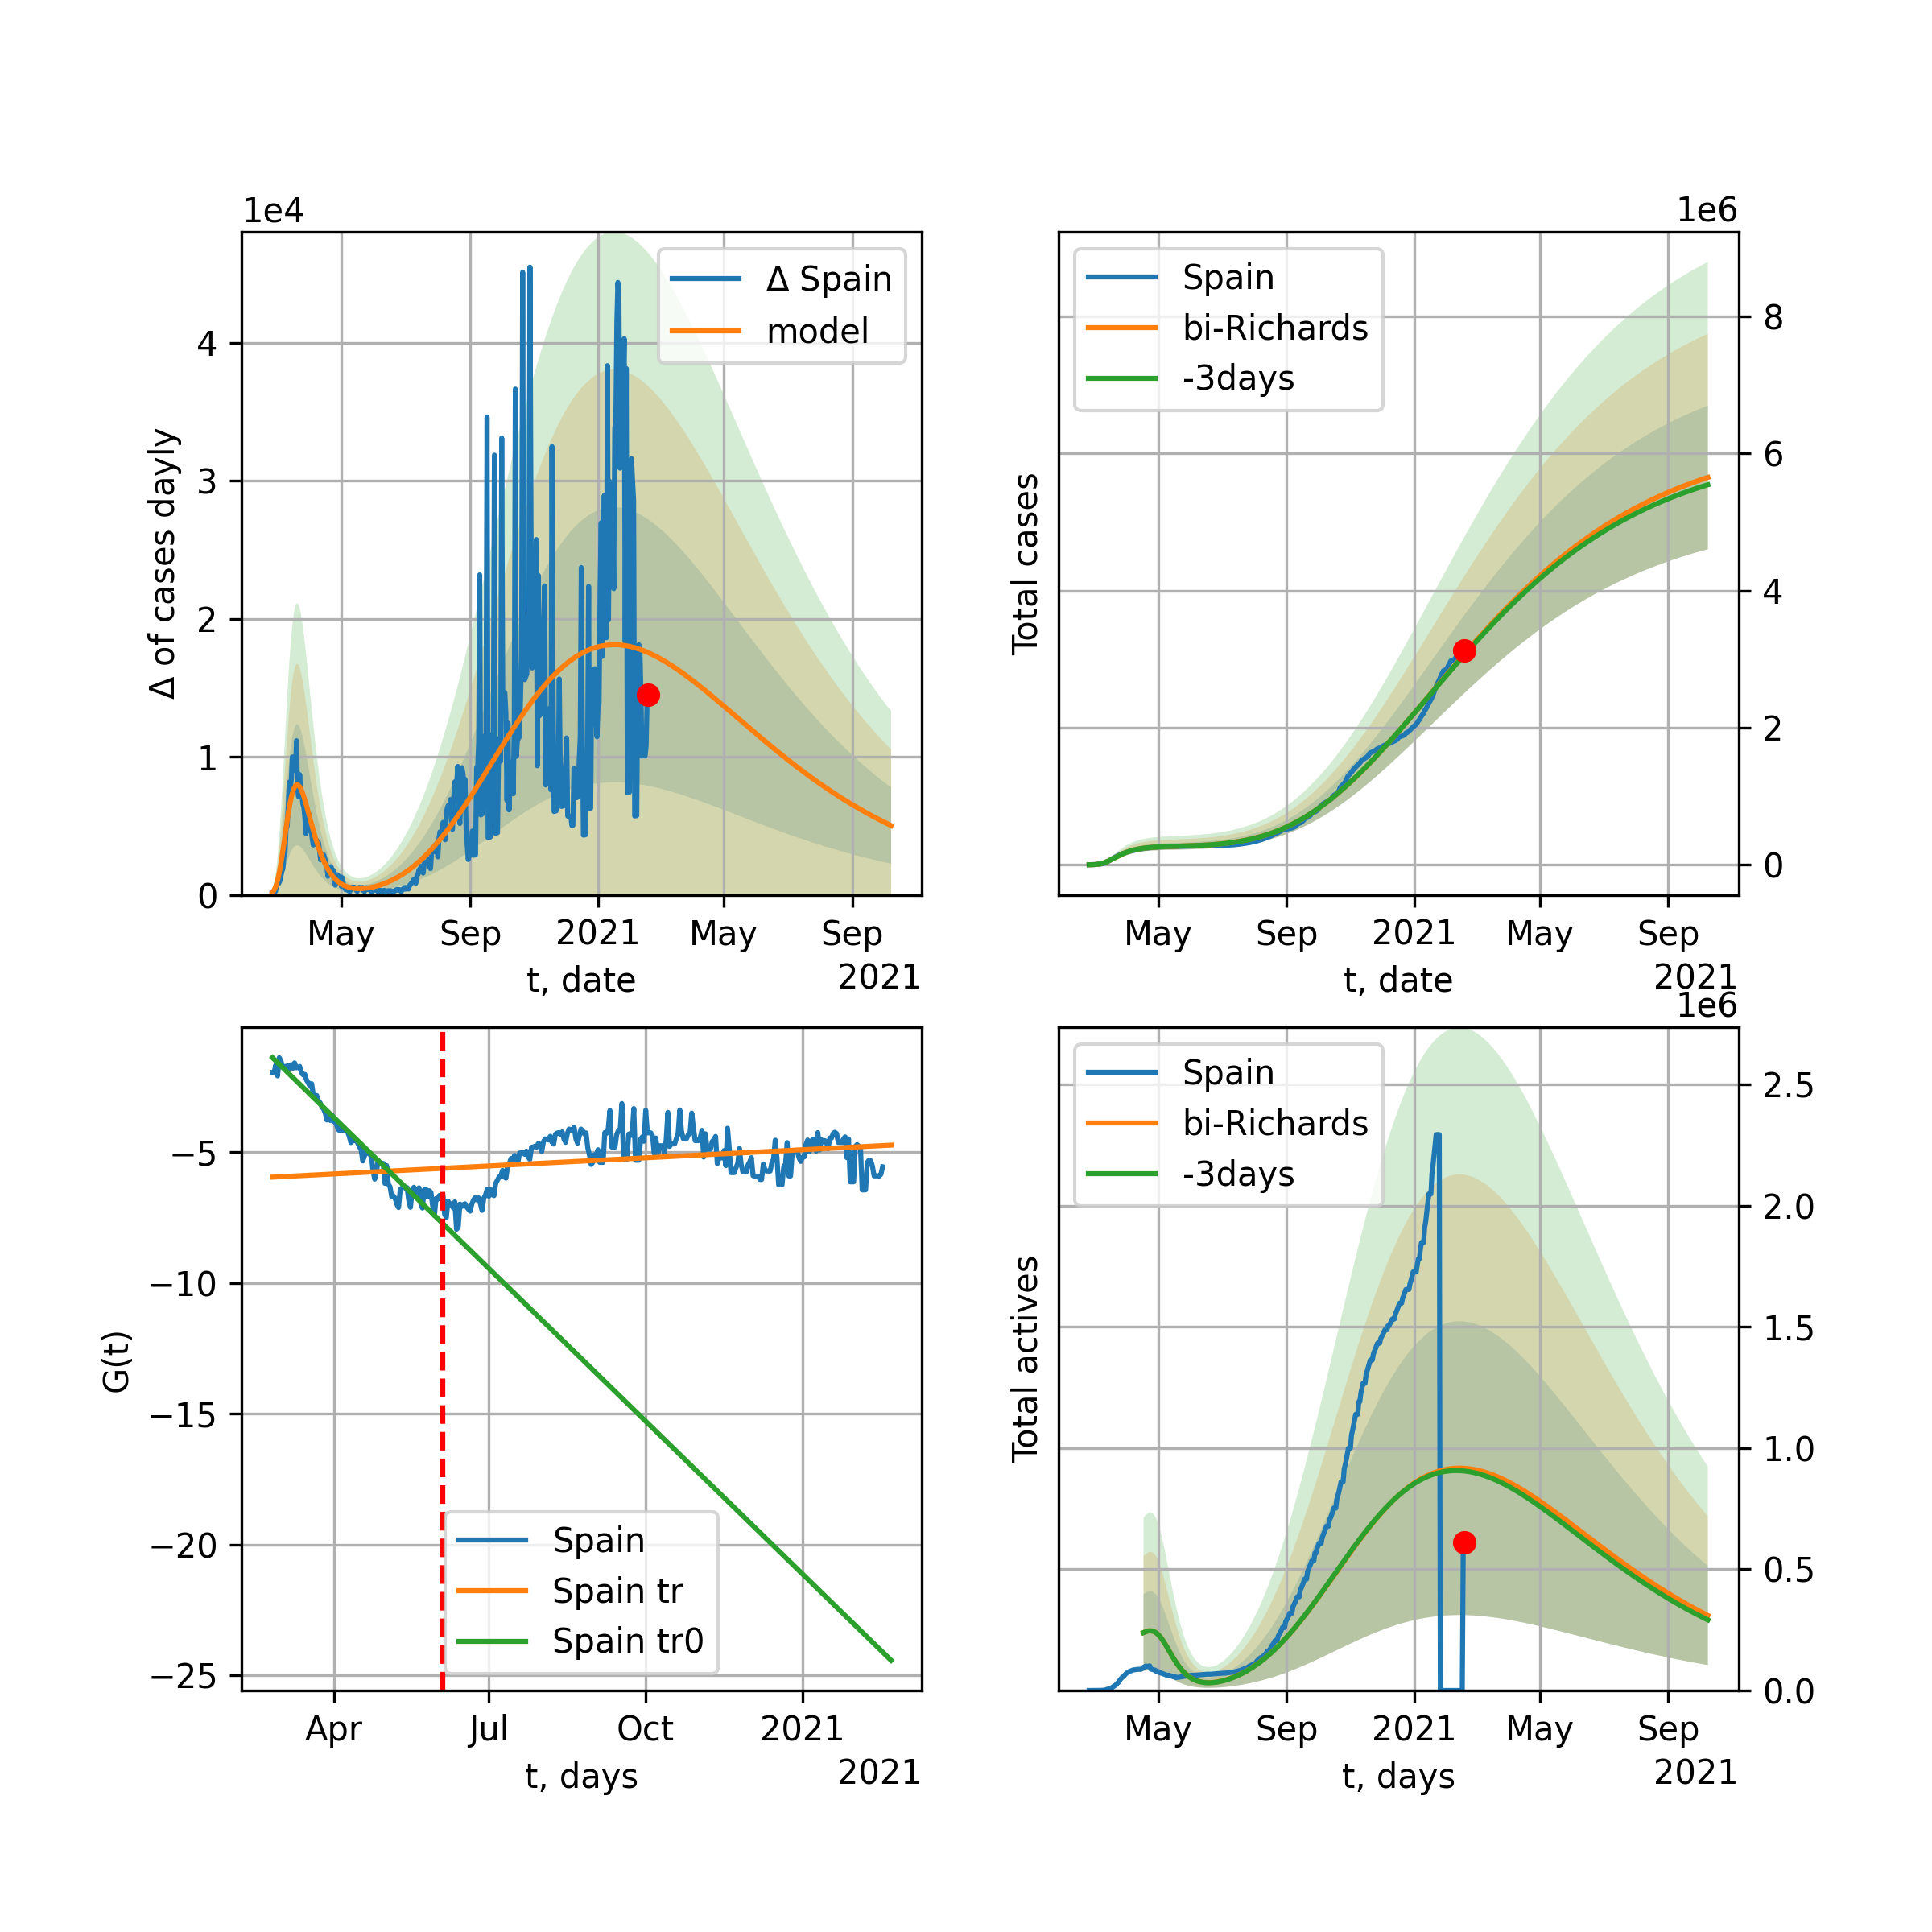 1e4
Δ of cases dayly
4
3
2
1
0
Δ Spain
model
May Sep 2021 May Sep
t, date
2021
1e6
Total cases
Spain
bi-Richards
-3days
8
6
4
2
0
May Sep 2021 May Sep
t, date
2021
G(t)
−5
−10
−15
−20
−25
Spain
Spain tr
Spain tr0
Apr Jul Oct 2021
t, days
2021
1e6
Total actives
Spain
bi-Richards
-3days
2.5
2.0
1.5
1.0
0.5
0.0
May Sep 2021 May Sep
t, days
2021